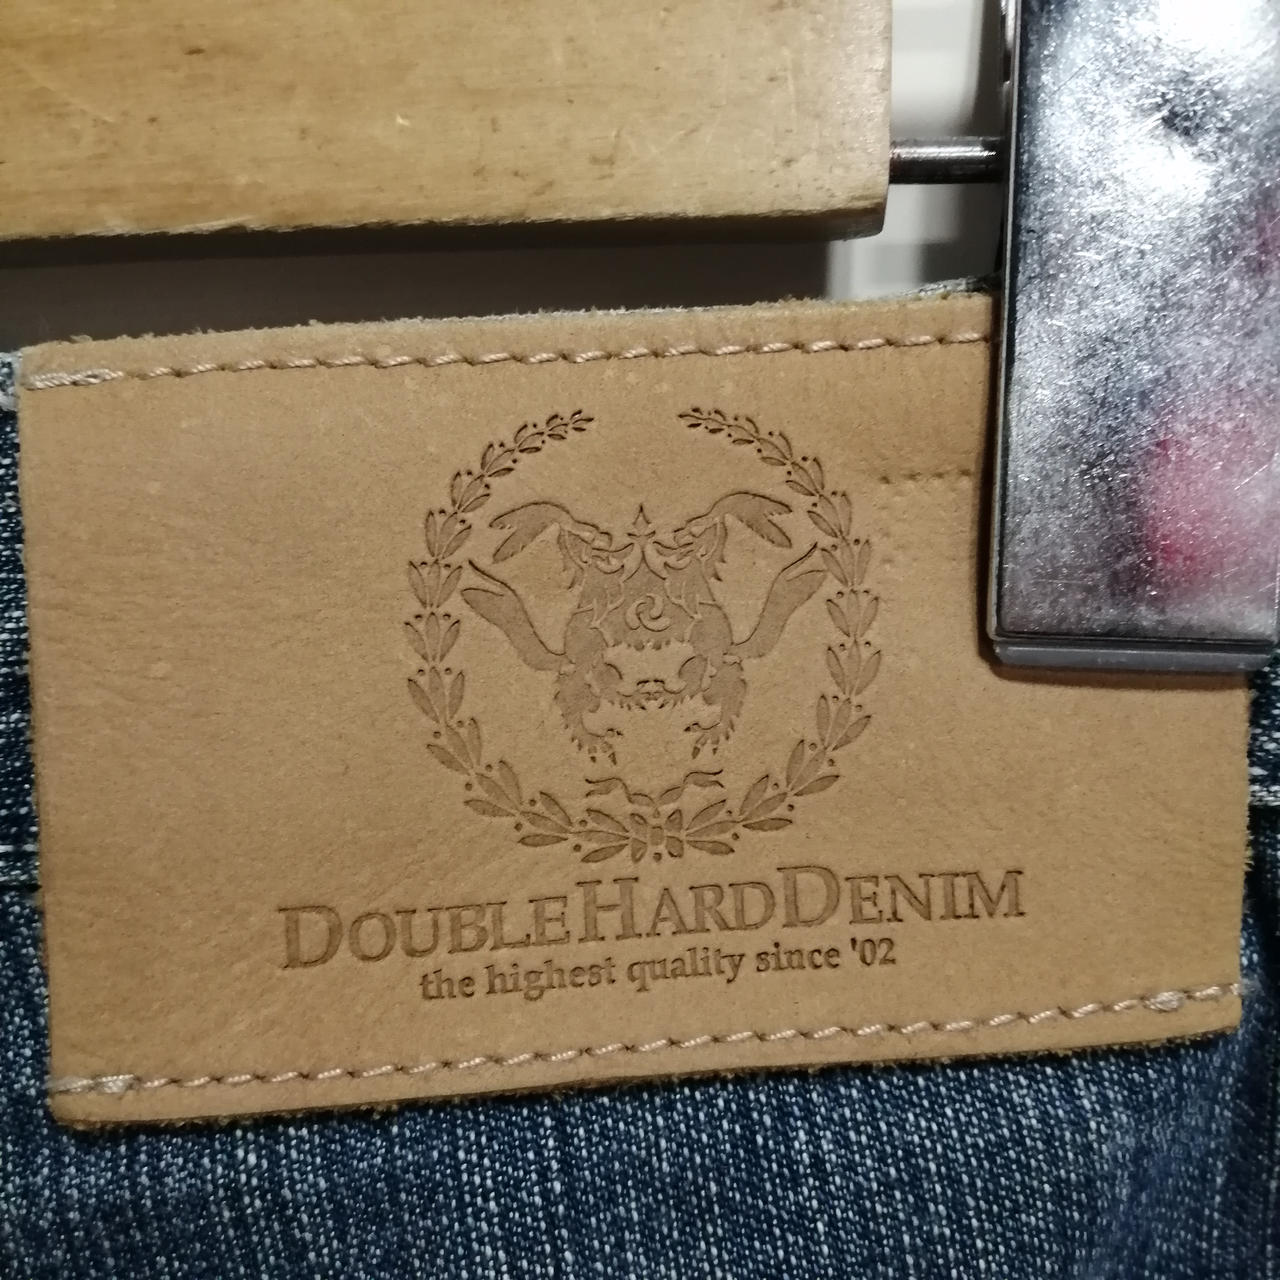 DOUBLEHARDDENIM
the highest quality since '02